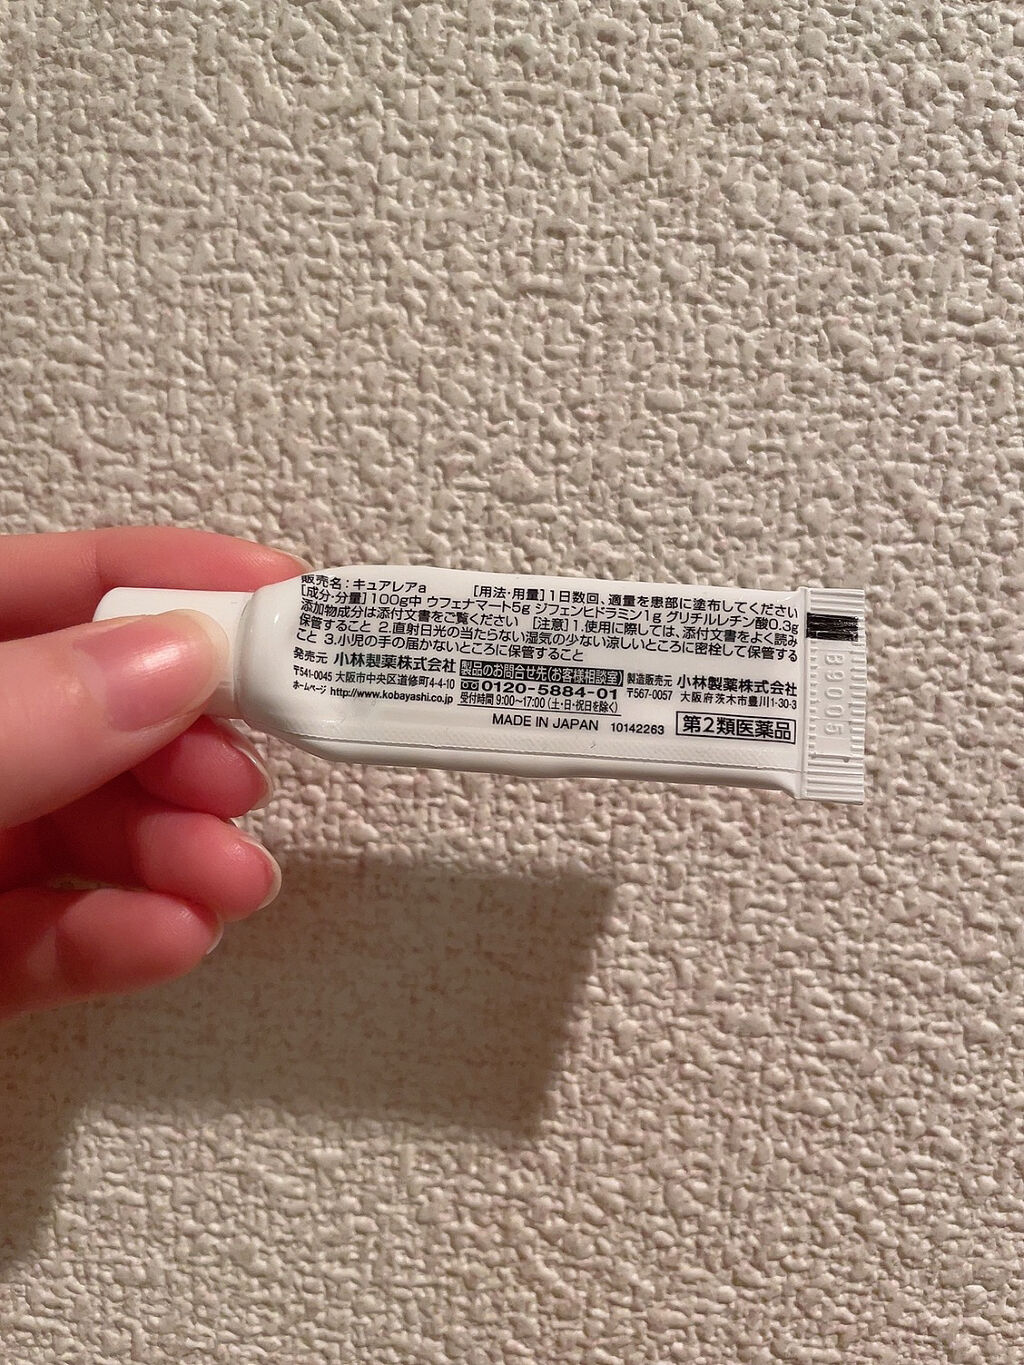 販売名：キュアレアa　[用法・用量] 1日数回、適量を患部に塗布してください
[成分・分量] 100g中 ウフェナマート5g ジフェンヒドラミン1g グリチルレチン酸0.3g
添加物成分は添付文書をご覧ください　[注意] 1.使用に際しては、添付文書をよく読み
保管すること 2.直射日光の当たらない湿気の少ない涼しいところに密栓して保管する
こと 3.小児の手の届かないところに保管すること
発売元 小林製薬株式会社
〒541-0045 大阪市中央区道修町4-4-10
ホームページ http://www.kobayashi.co.jp
製品のお問合せ先(お客様相談室)
0120-5884-01
受付時間 9:00~17:00 (土・日・祝日を除く)
製造販売元 小林製薬株式会社
〒567-0057 大阪府茨木市豊川1-30-3
MADE IN JAPAN 10142263 第2類医薬品